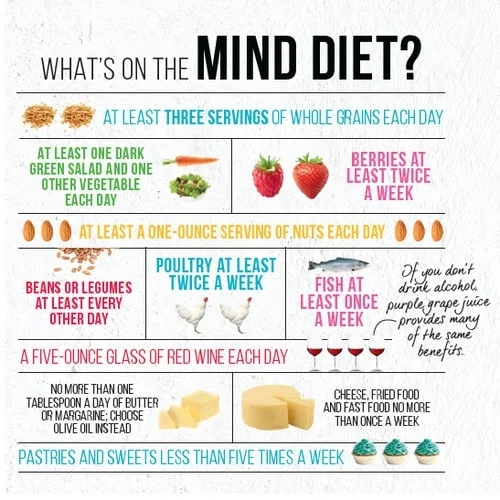 WHAT'S ON THE MIND DIET?
AT LEAST THREE SERVINGS OF WHOLE GRAINS EACH DAY
AT LEAST ONE DARK
GREEN SALAD AND ONE
OTHER VEGETABLE
EACH DAY
BERRIES AT
LEAST TWICE
A WEEK
AT LEAST A ONE-OUNCE SERVING OF NUTS EACH DAY
BEANS OR LEGUMES
AT LEAST EVERY
OTHER DAY
POULTRY AT LEAST
TWICE A WEEK
FISH AT
LEAST ONCE
A WEEK
If you don't
drink alcohol,
purple grape juice
provides many
of the same
benefits.
A FIVE-OUNCE GLASS OF RED WINE EACH DAY
NO MORE THAN ONE
TABLESPOON A DAY OF BUTTER
OR MARGARINE; CHOOSE
OLIVE OIL INSTEAD
CHEESE, FRIED FOOD
AND FAST FOOD NO MORE
THAN ONCE A WEEK
PASTRIES AND SWEETS LESS THAN FIVE TIMES A WEEK